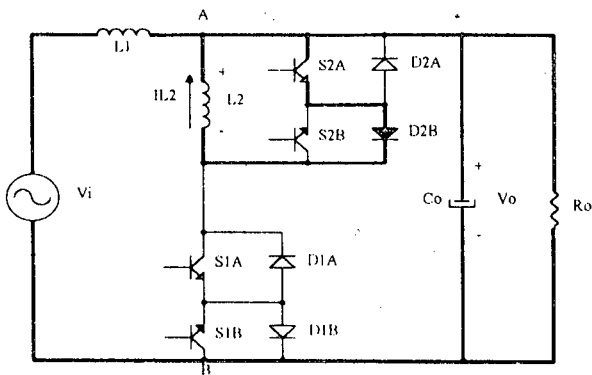 A
+
L1
S2A
D2A
+
IL2
L2
-
S2B
D2B
+
Vi
Co
Vo
Ro
-
S1A
D1A
S1B
D1B
B